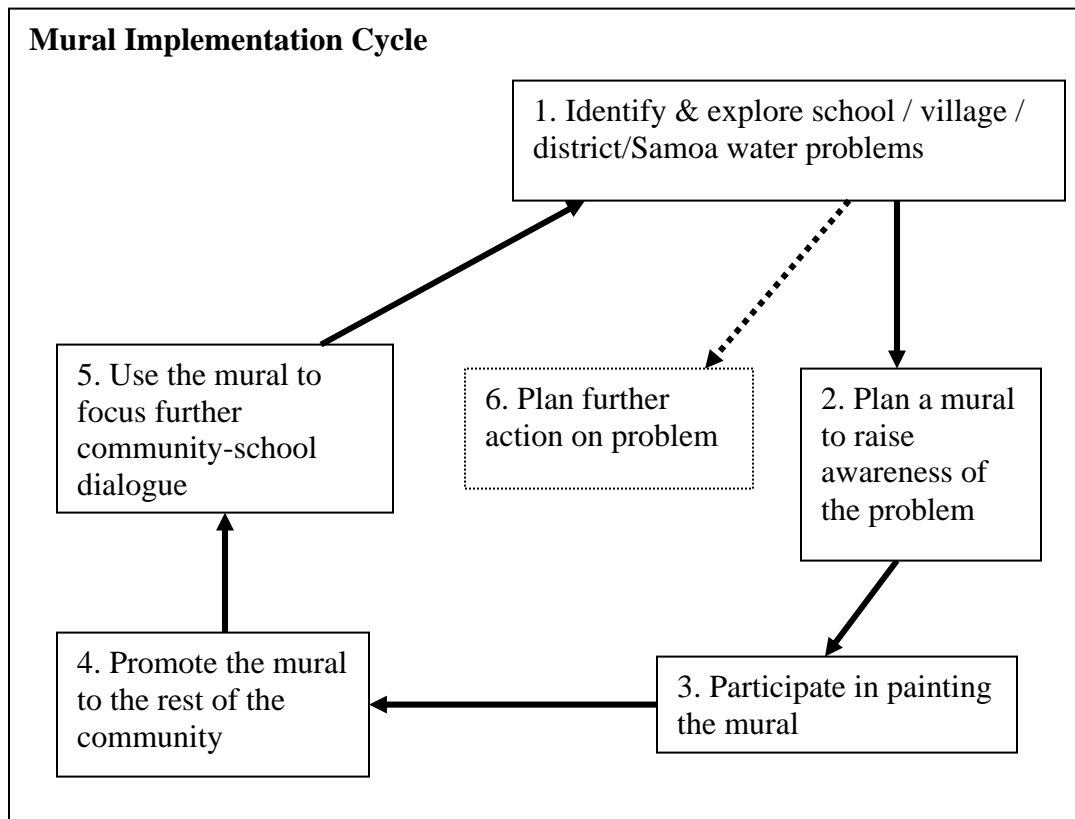 Mural Implementation Cycle
1. Identify & explore school / village /
district/Samoa water problems
5. Use the mural to
focus further
community-school
dialogue
6. Plan further
action on problem
2. Plan a mural
to raise
awareness of
the problem
4. Promote the mural
to the rest of the
community
3. Participate in painting
the mural